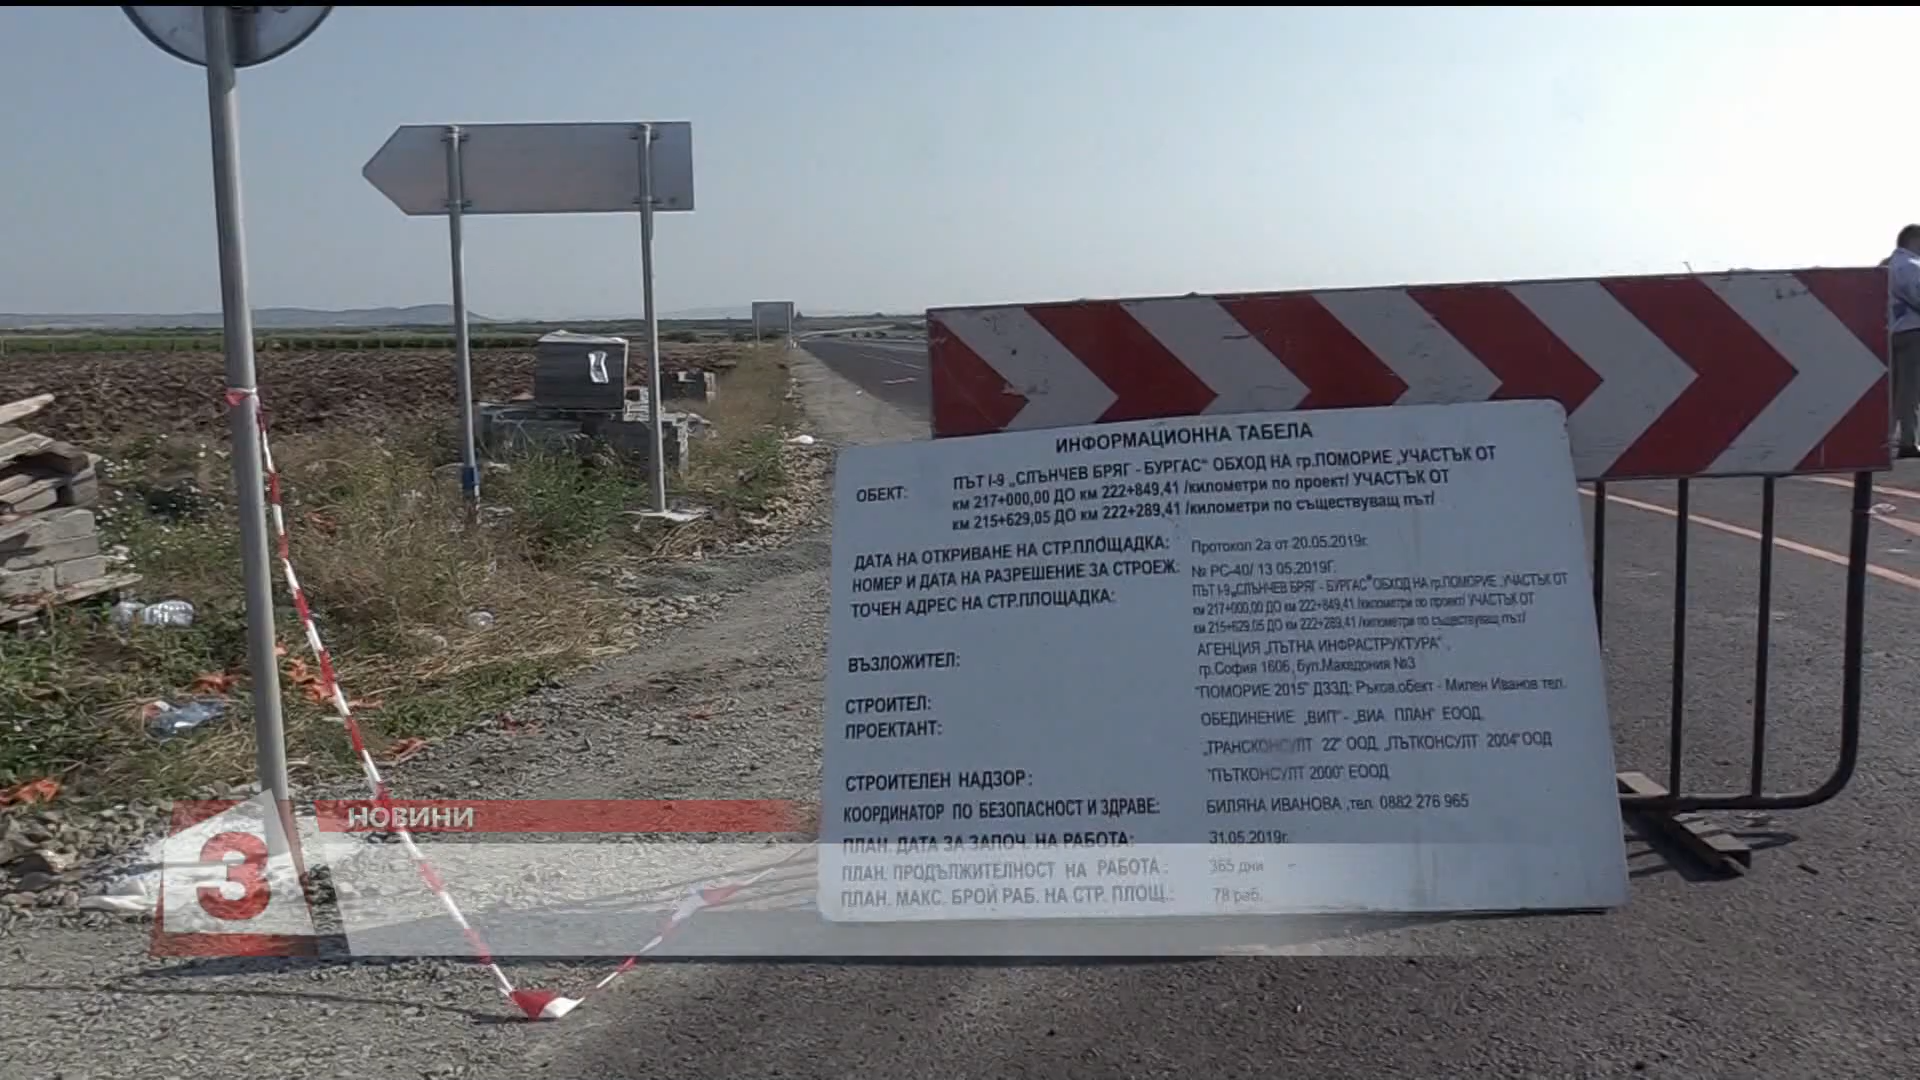 ИНФОРМАЦИОННА ТАБЕЛА
ОБЕКТ: ПЪТ I-9 „СЛЪНЧЕВ БРЯГ - БУРГАС“ ОБХОД НА гр.ПОМОРИЕ „УЧАСТЪК ОТ
км 217+000,00 ДО км 222+849,41 /километри по проект/ УЧАСТЪК ОТ
км 215+629,05 ДО км 222+289,41 /километри по съществуващ път/
ДАТА НА ОТКРИВАНЕ НА СТР.ПЛОЩАДКА: Протокол 2а от 20.05.2019г.
НОМЕР И ДАТА НА РАЗРЕШЕНИЕ ЗА СТРОЕЖ: № РС-40/ 13.05.2019Г.
ТОЧЕН АДРЕС НА СТР.ПЛОЩАДКА: ПЪТ I-9 „СЛЪНЧЕВ БРЯГ - БУРГАС“ ОБХОД НА гр.ПОМОРИЕ „УЧАСТЪК ОТ
км 217+000,00 ДО км 222+849,41 /километри по проект/ УЧАСТЪК ОТ
км 215+629,05 ДО км 222+289,41 /километри по съществуващ път/
ВЪЗЛОЖИТЕЛ: АГЕНЦИЯ „ПЪТНА ИНФРАСТРУКТУРА“,
гр.София 1606, бул.Македония №3
СТРОИТЕЛ: "ПОМОРИЕ 2015" ДЗЗД: Ръков.обект - Милен Иванов тел.
ПРОЕКТАНТ: ОБЕДИНЕНИЕ „ВИП“ - „ВИА ПЛАН“ ЕООД,
„ТРАНСКОНСУЛТ 22“ ООД, „ПЪТКОНСУЛТ 2004“ ООД
СТРОИТЕЛЕН НАДЗОР: "ПЪТКОНСУЛТ 2000" ЕООД
КООРДИНАТОР ПО БЕЗОПАСНОСТ И ЗДРАВЕ: БИЛЯНА ИВАНОВА ,тел. 0882 276 965
ПЛАН. ДАТА ЗА ЗАПОЧ. НА РАБОТА: 31.05.2019г.
ПЛАН. ПРОДЪЛЖИТЕЛНОСТ НА РАБОТА : 365 дни -
ПЛАН. МАКС. БРОЙ РАБ. НА СТР. ПЛОЩ.: 78 раб.
3 НОВИНИ